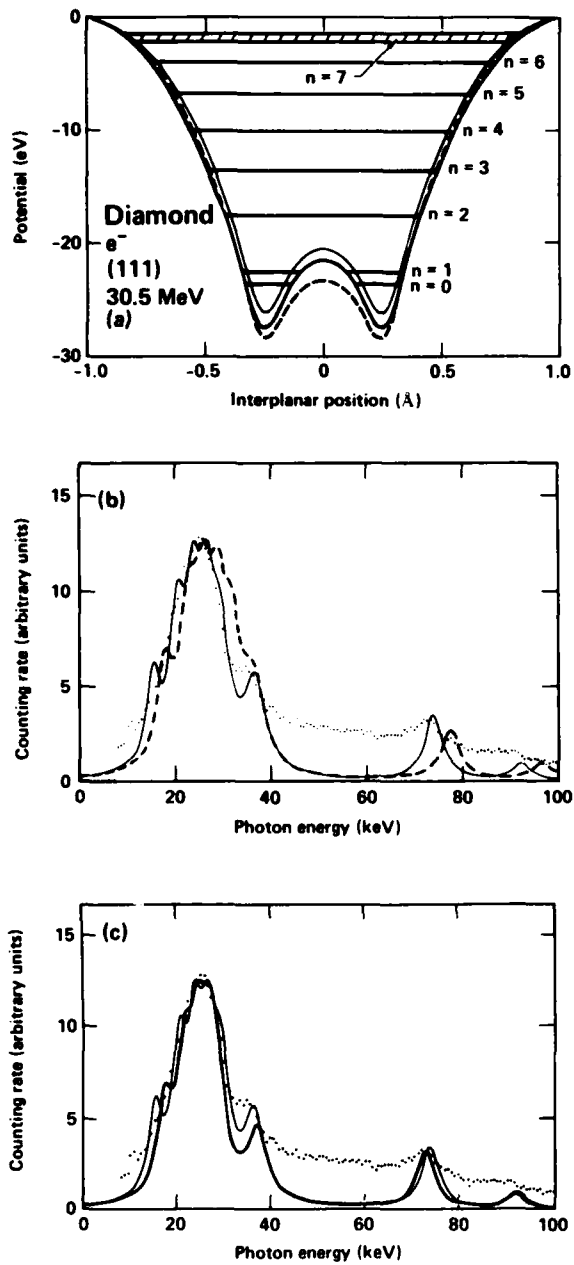 0
-10
-20
-30
Potential (eV)
n = 7
n = 6
n = 5
n = 4
n = 3
n = 2
n = 1
n = 0
Diamond
e⁻
(111)
30.5 MeV
(a)
-1.0 -0.5 0 0.5 1.0
Interplanar position (Å)
(b)
15
10
5
0
Counting rate (arbitrary units)
0 20 40 60 80 100
Photon energy (keV)
(c)
15
10
5
0
Counting rate (arbitrary units)
0 20 40 60 80 100
Photon energy (keV)